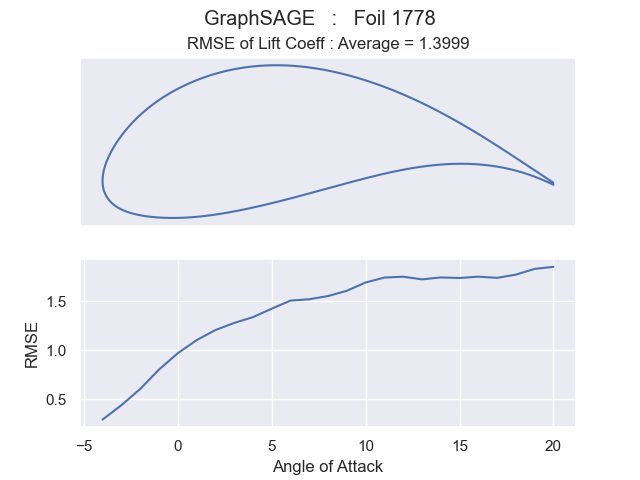 GraphSAGE   :   Foil 1778
RMSE of Lift Coeff : Average = 1.3999
1.5
1.0
0.5
RMSE
−5 0 5 10 15 20
Angle of Attack